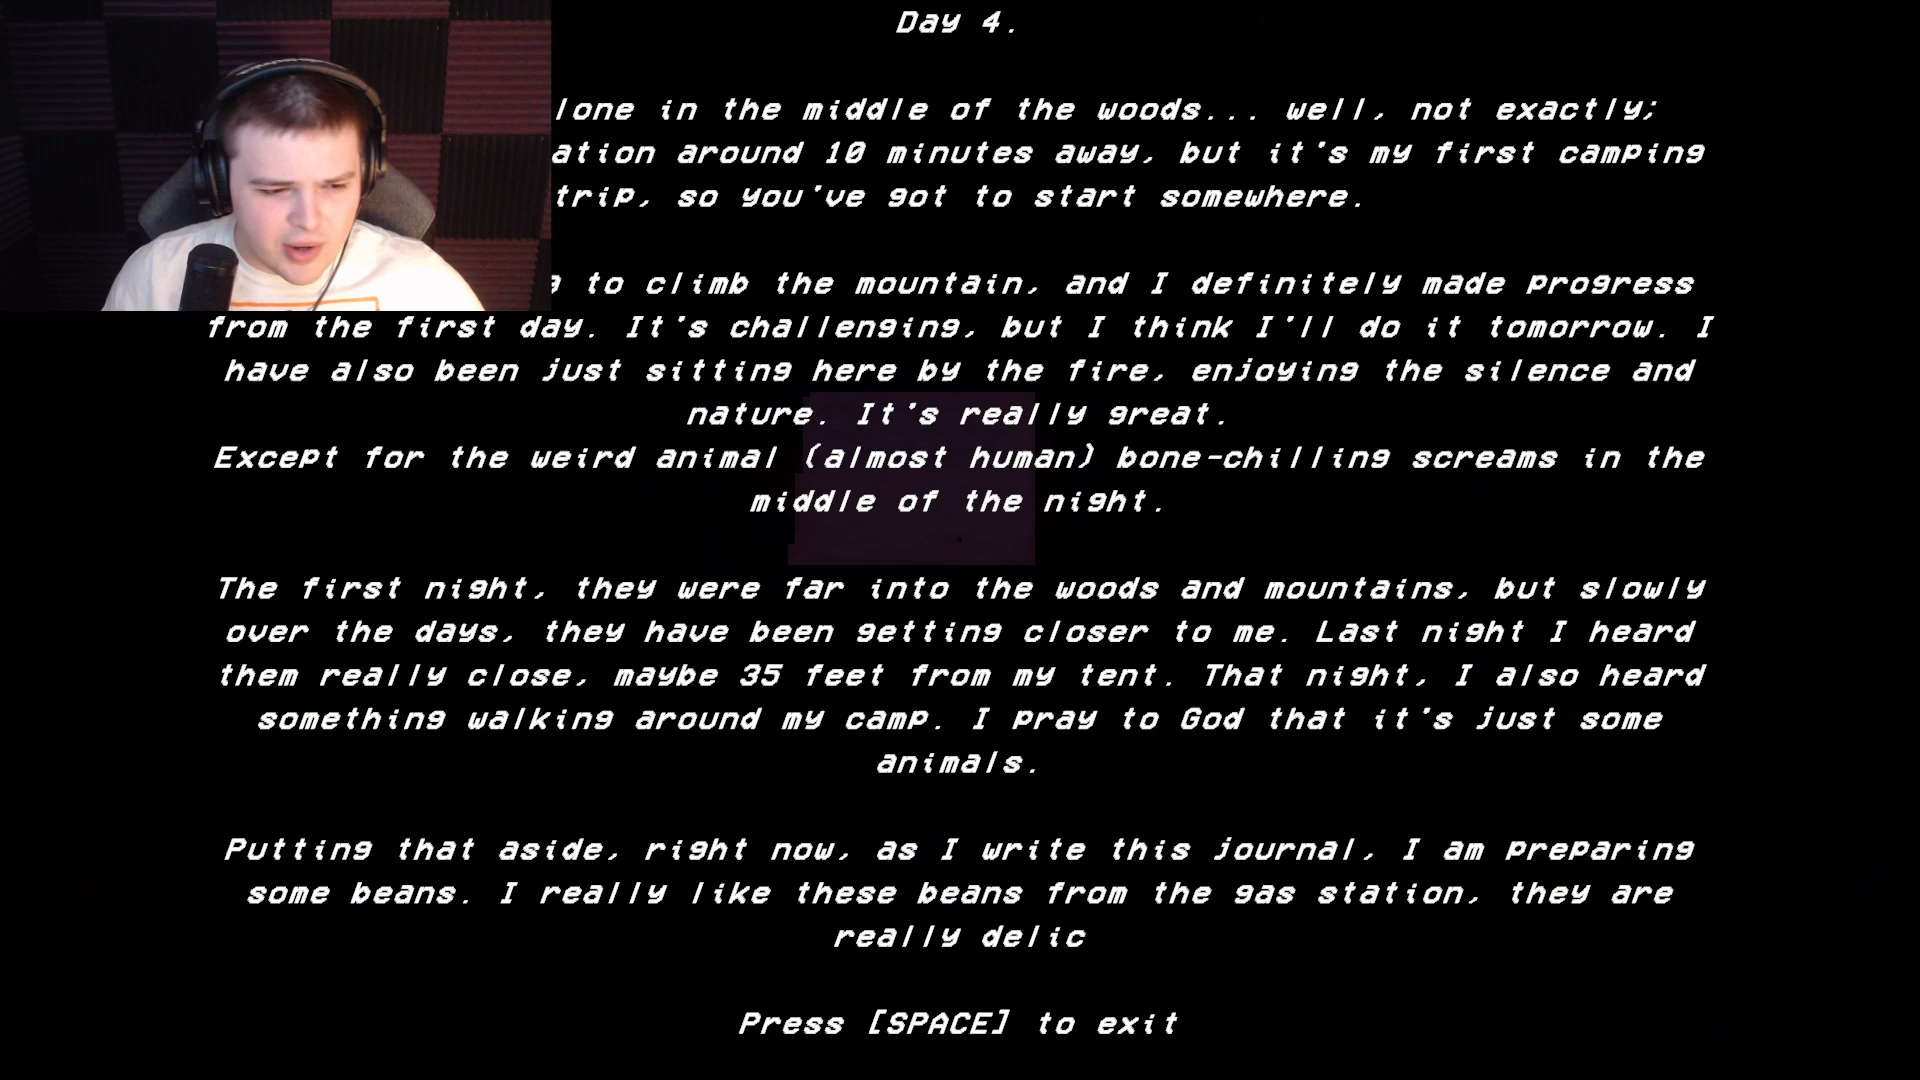 Day 4.
in the middle of the woods... well, not exactly;
around 10 minutes away, but it's my first camping
trip, so you've got to start somewhere.
to climb the mountain, and I definitely made progress
from the first day. It's challenging, but I think I'll do it tomorrow. I
have also been just sitting here by the fire, enjoying the silence and
nature. It's really great.
Except for the weird animal (almost human) bone-chilling screams in the
middle of the night.
The first night, they were far into the woods and mountains, but slowly
over the days, they have been getting closer to me. Last night I heard
them really close, maybe 35 feet from my tent. That night, I also heard
something walking around my camp. I pray to God that it's just some
animals.
Putting that aside, right now, as I write this journal, I am preparing
some beans. I really like these beans from the gas station, they are
really delic
Press [SPACE] to exit